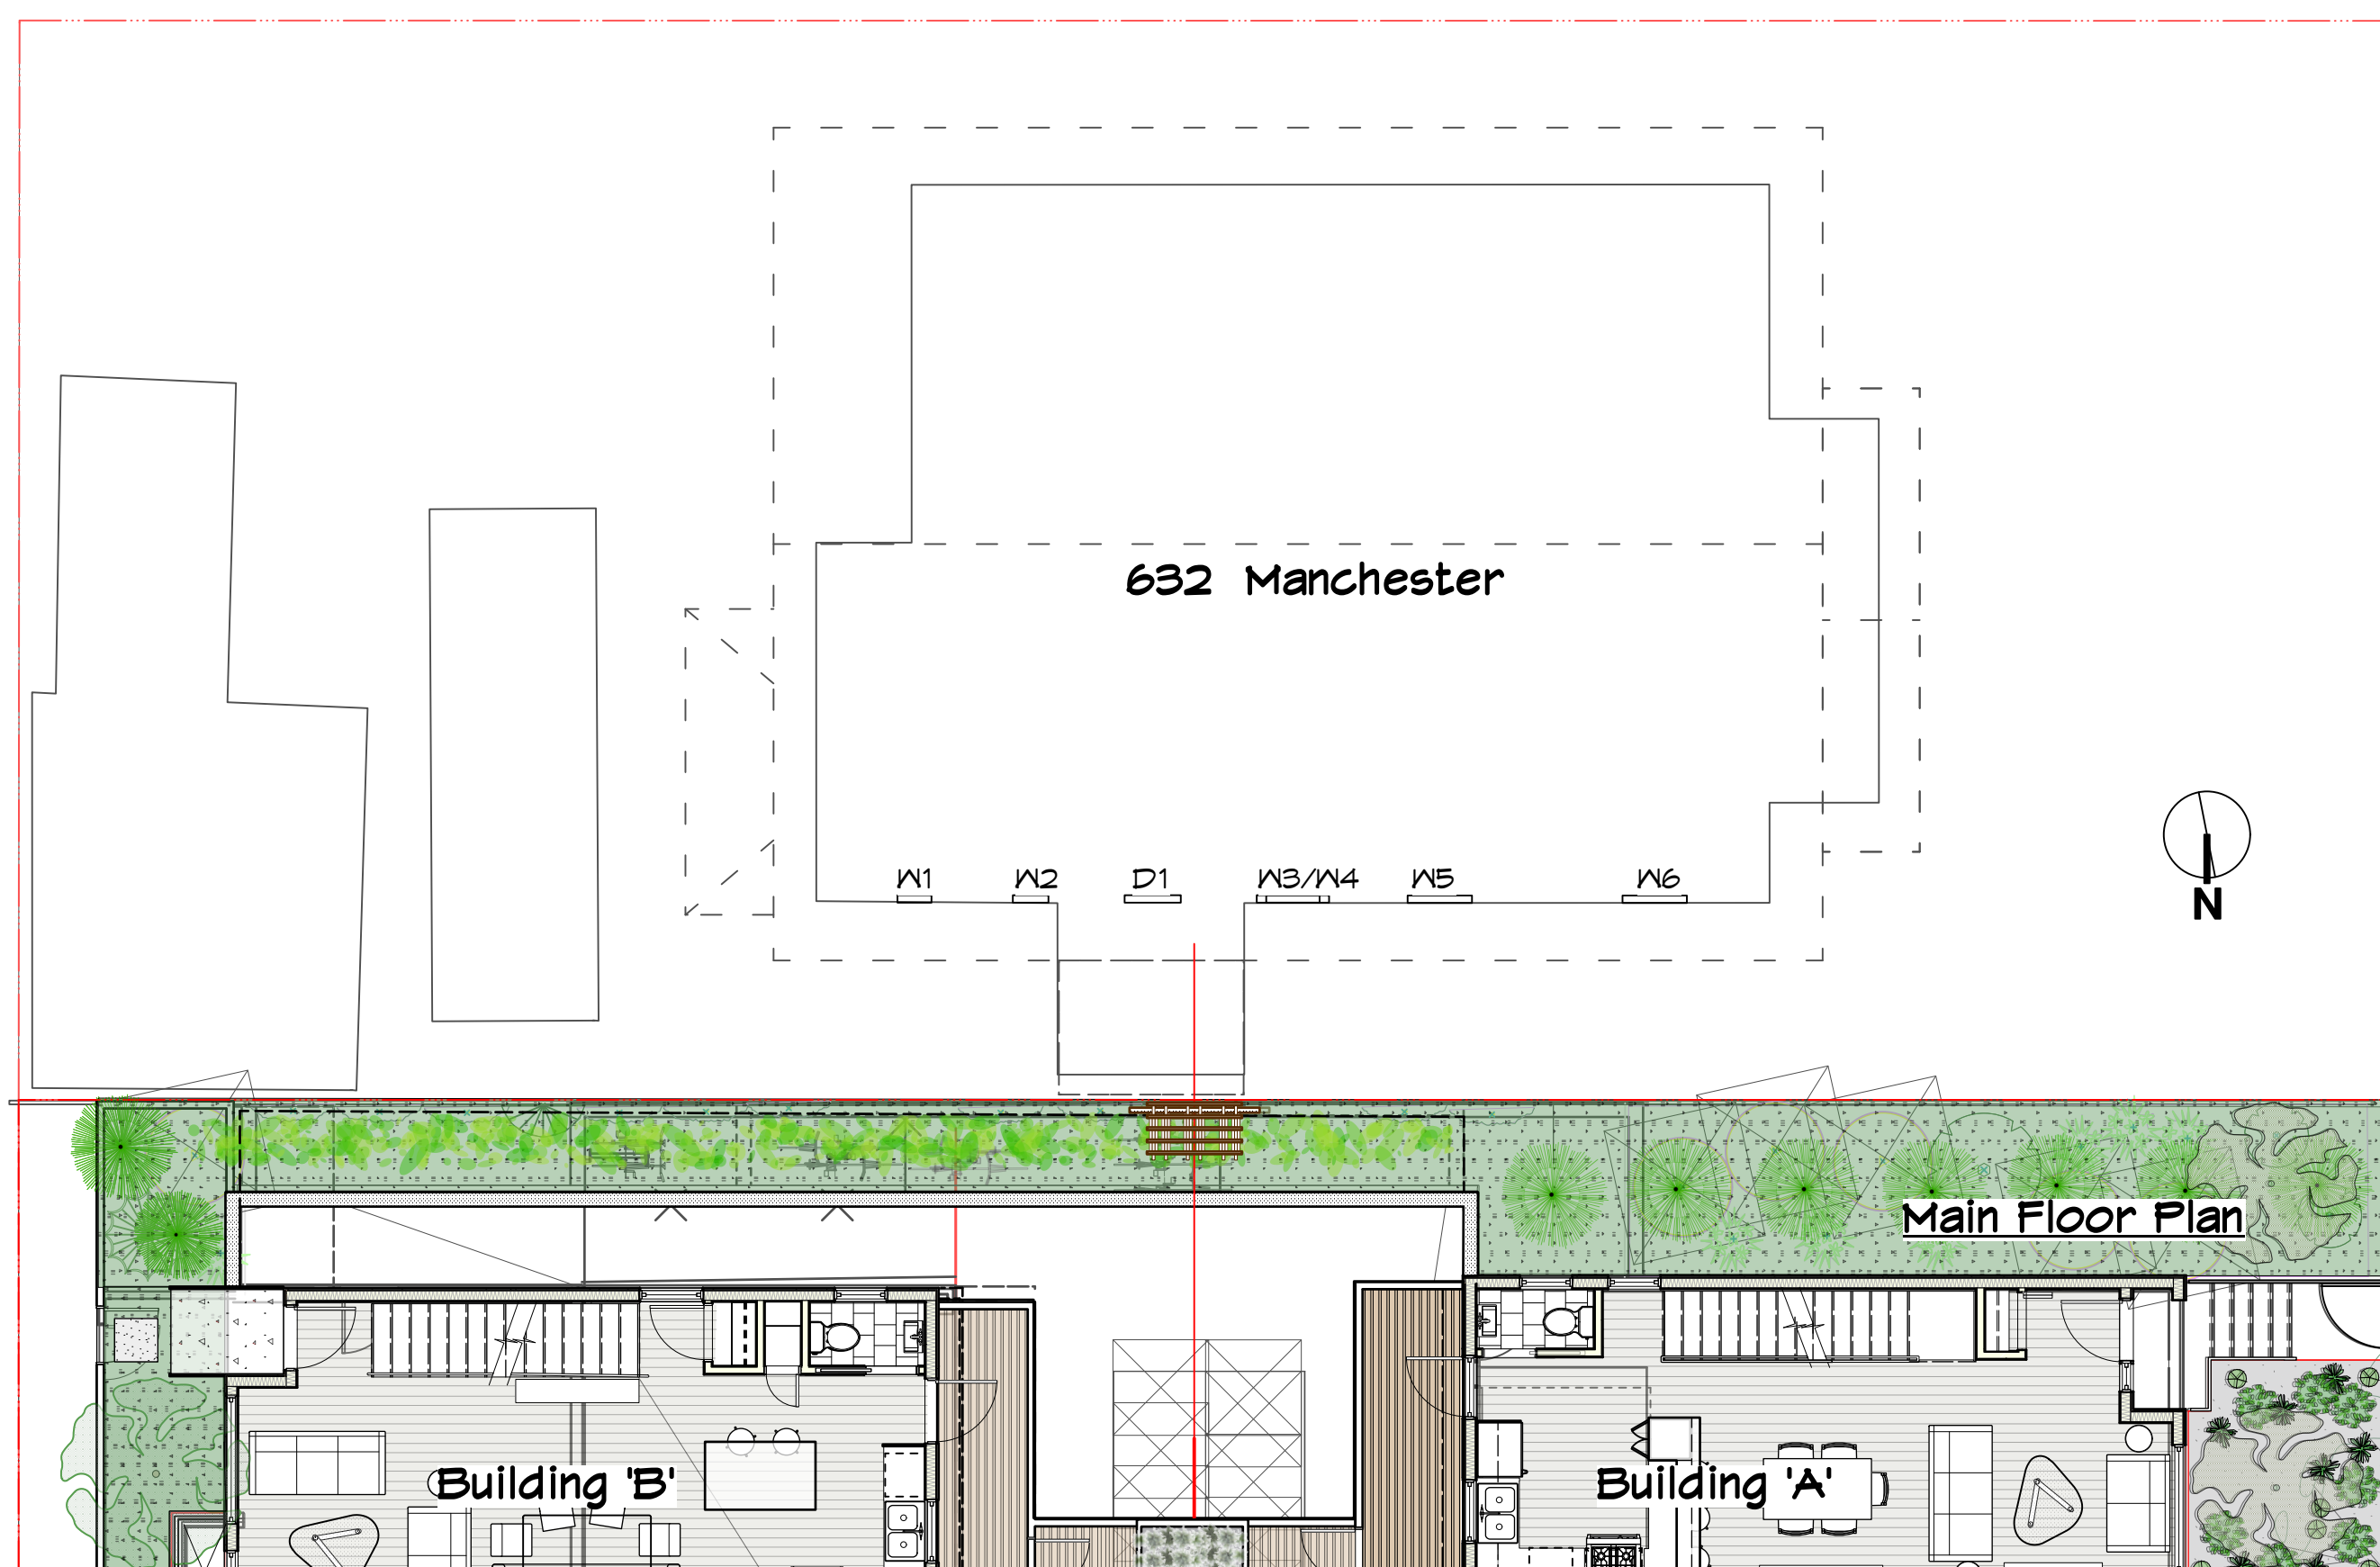 632 Manchester
W1 W2 D1 W3/W4 W5 W6
N
Main Floor Plan
Building 'B'
Building 'A'